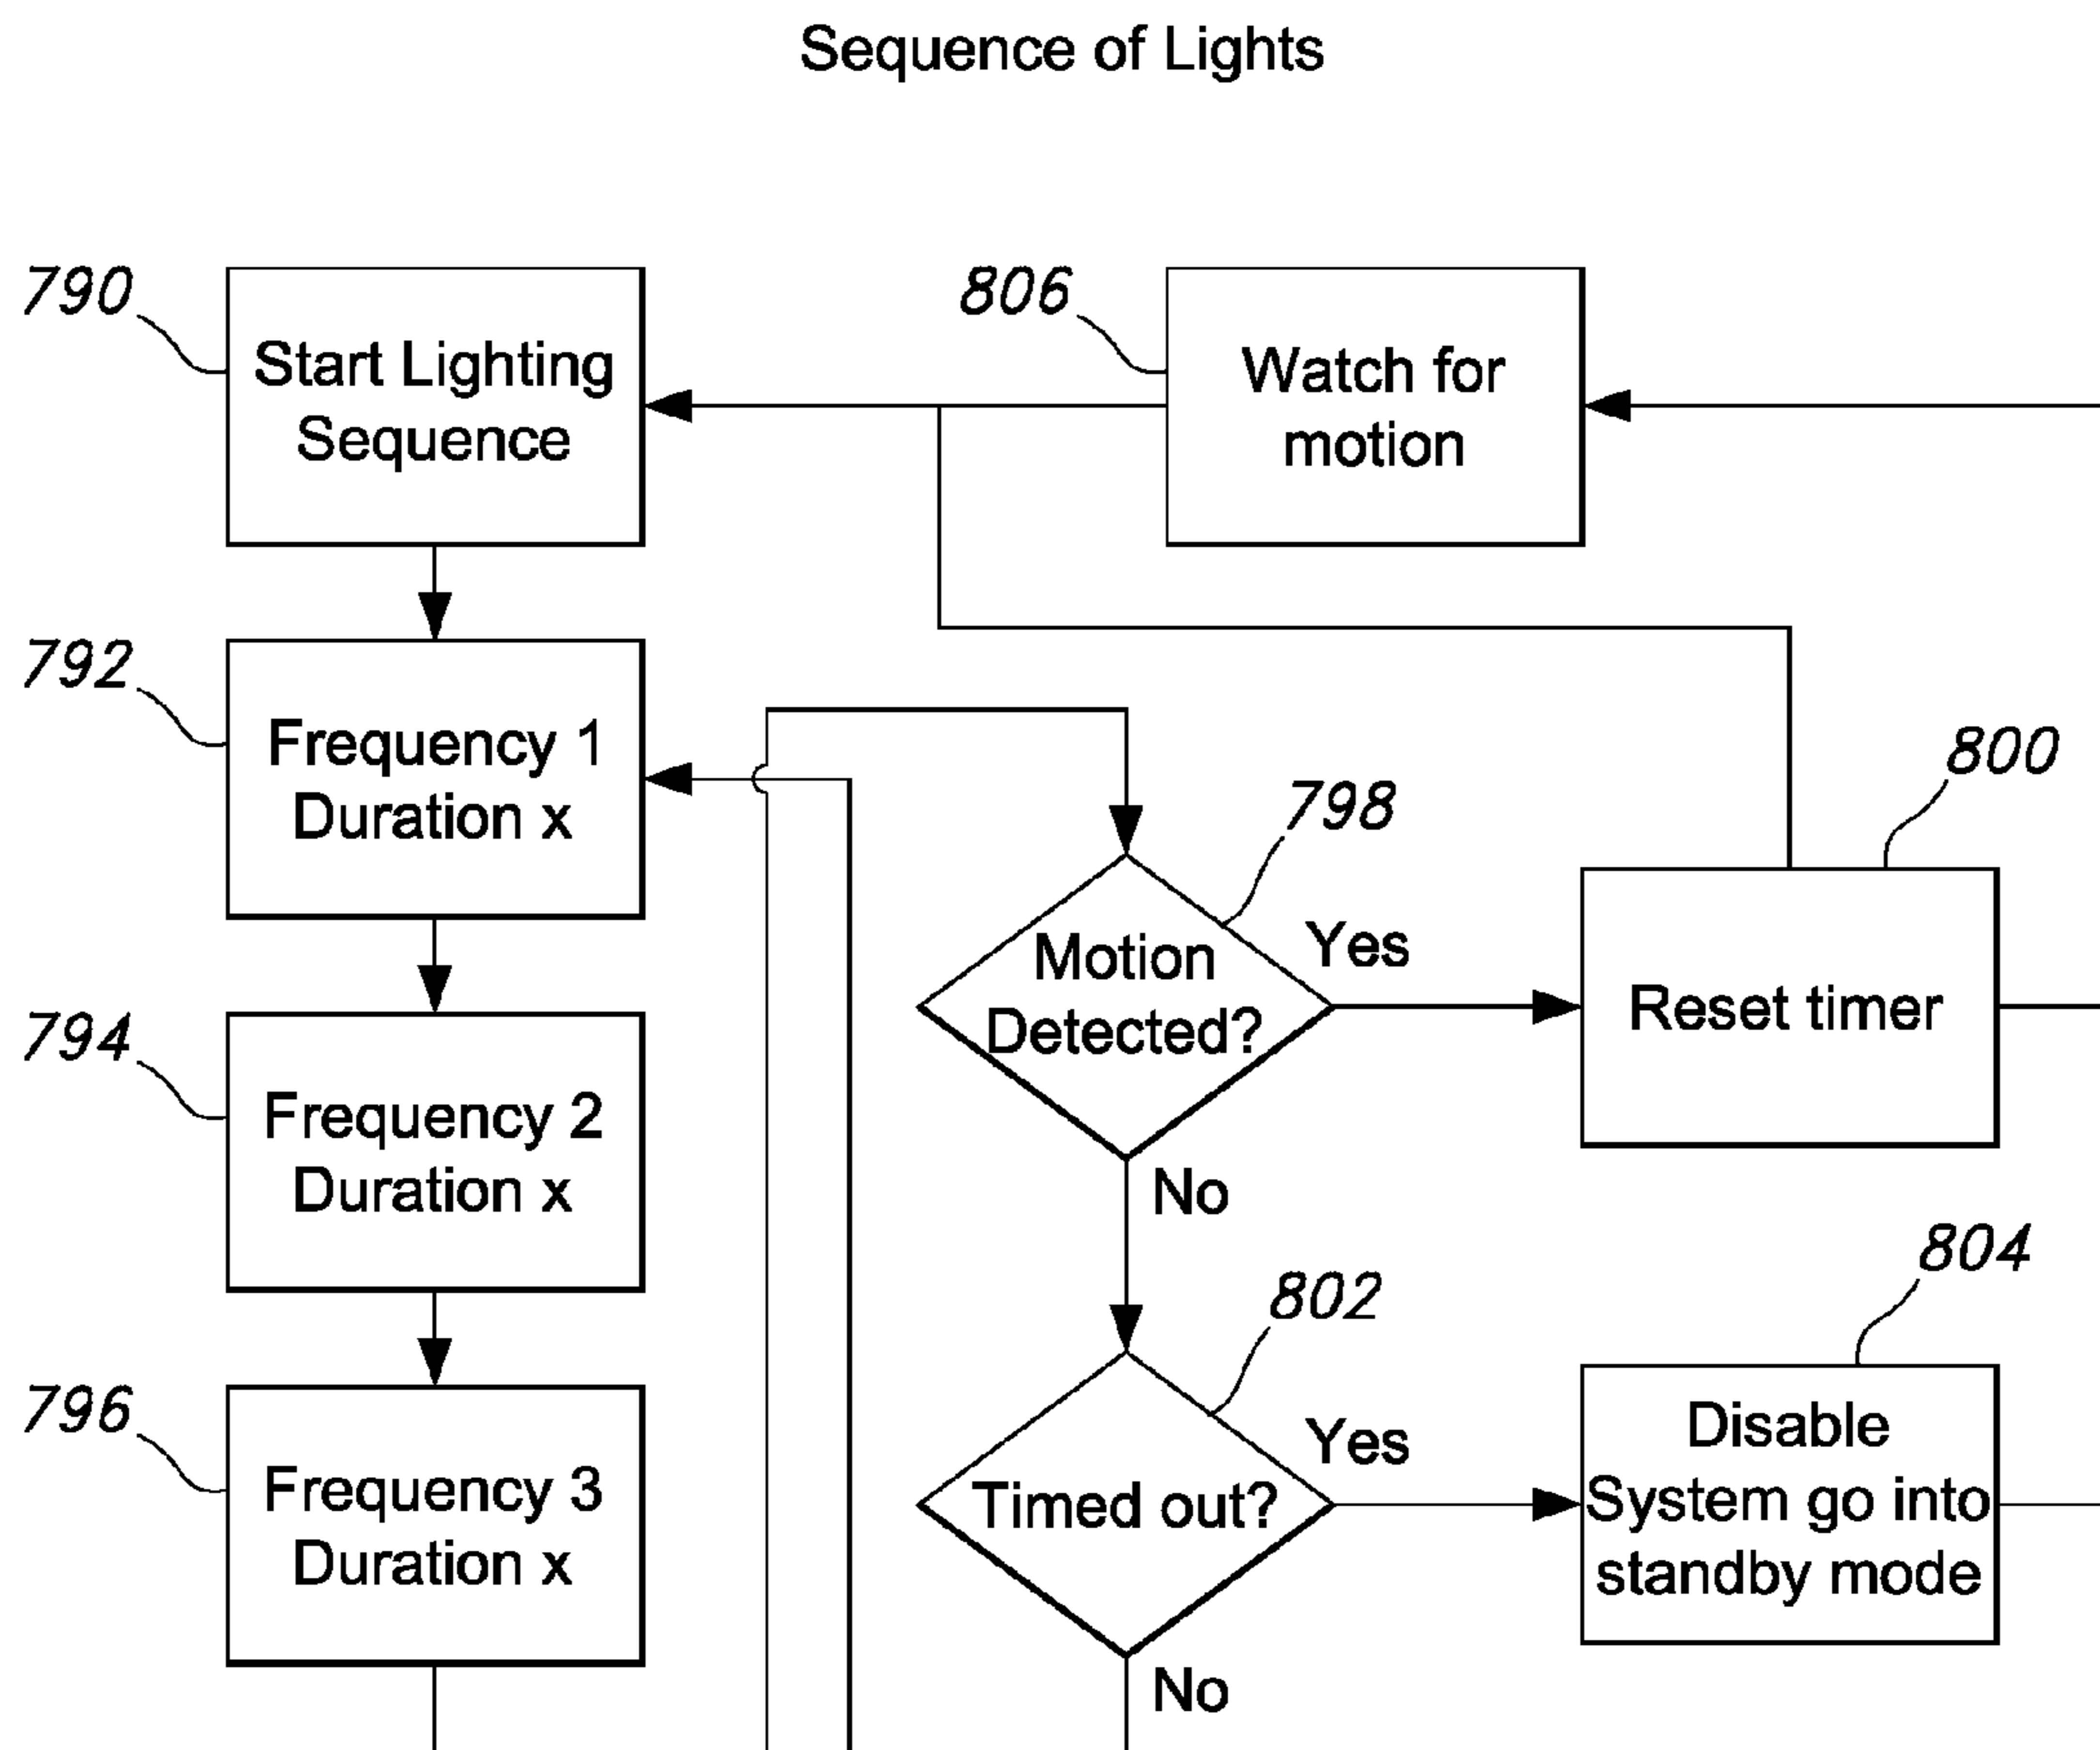 Sequence of Lights
790
Start Lighting
Sequence
806
Watch for
motion
792
Frequency 1
Duration x
798
Motion
Detected?
Yes
No
800
Reset timer
794
Frequency 2
Duration x
802
Timed out?
Yes
No
804
Disable
System go into
standby mode
796
Frequency 3
Duration x